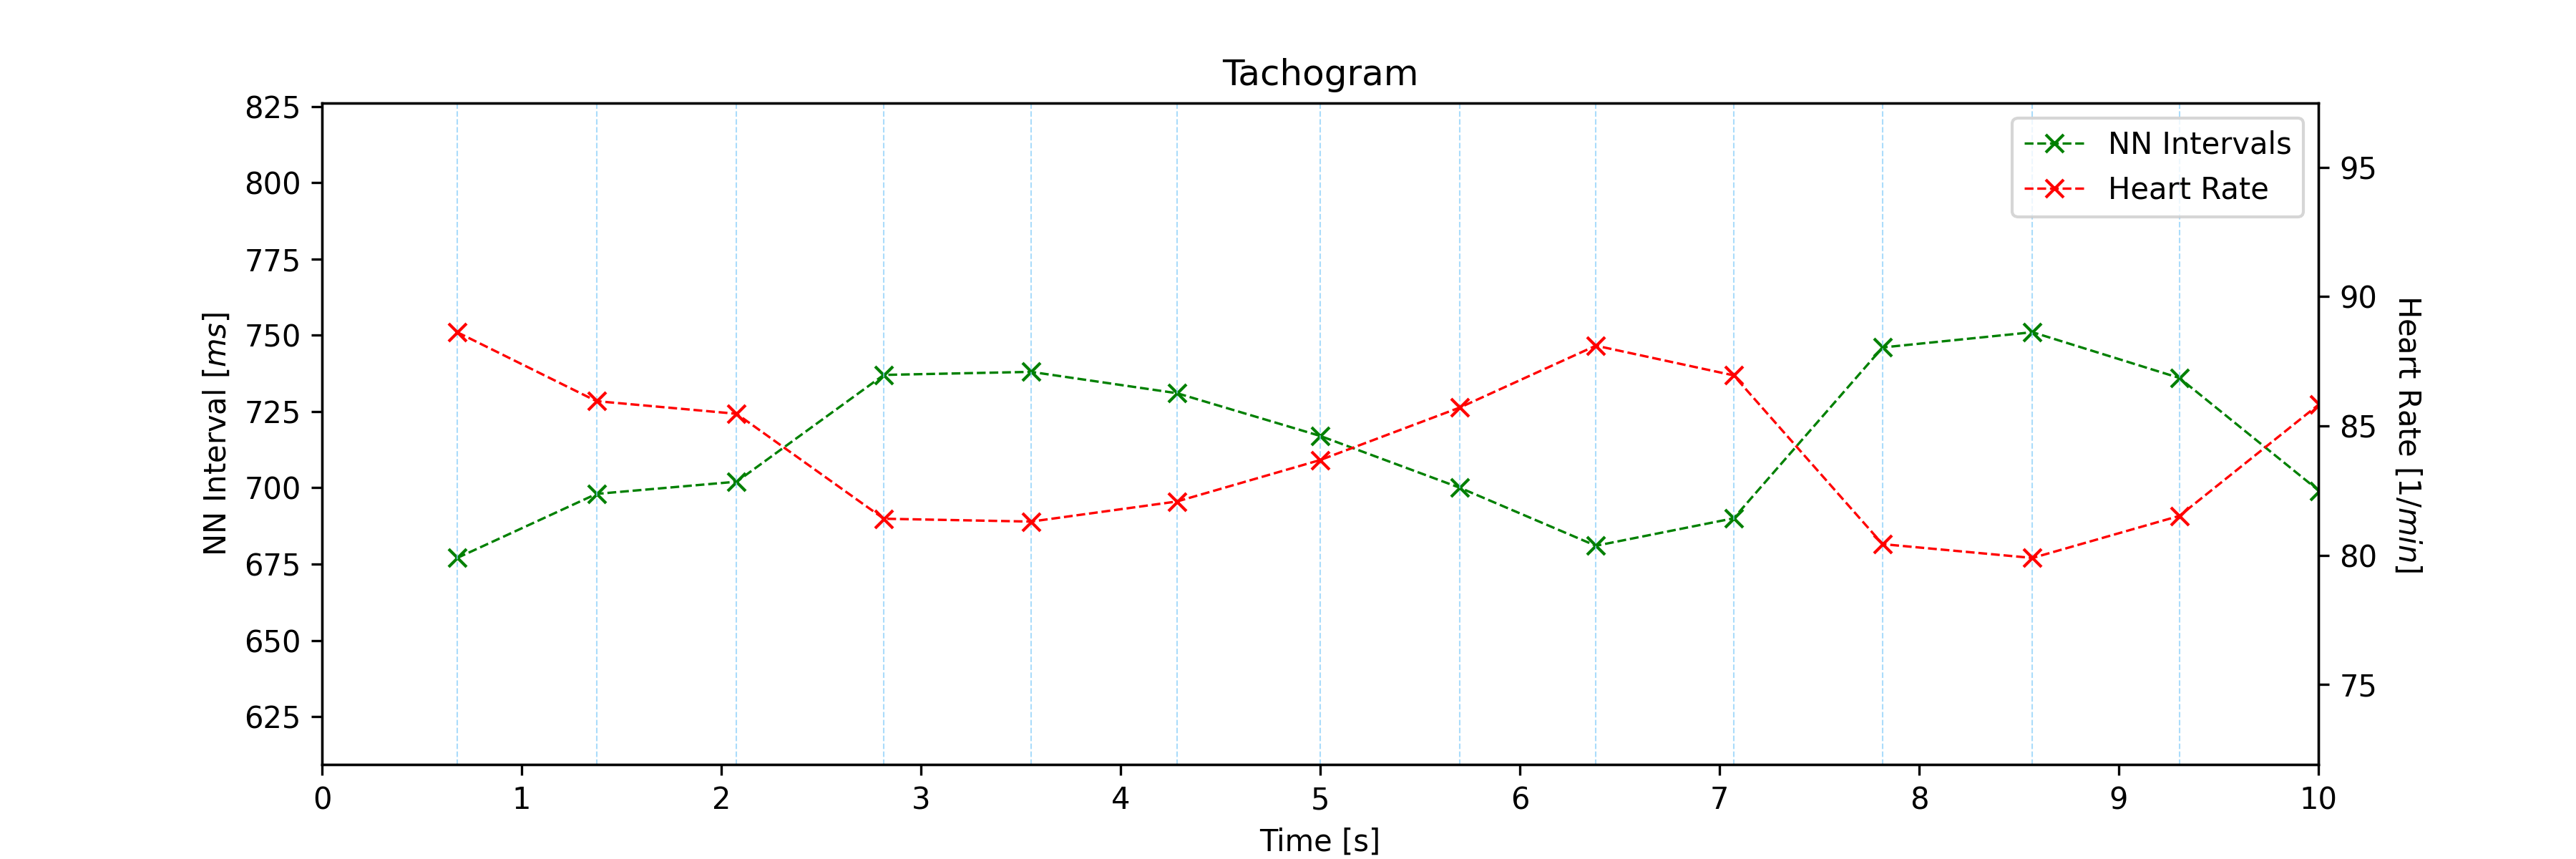 Tachogram
825
800
775
750
725
700
675
650
625
NN Interval [ms]
NN Intervals
Heart Rate
95
90
85
80
75
Heart Rate [1/min]
0 1 2 3 4 5 6 7 8 9 10
Time [s]